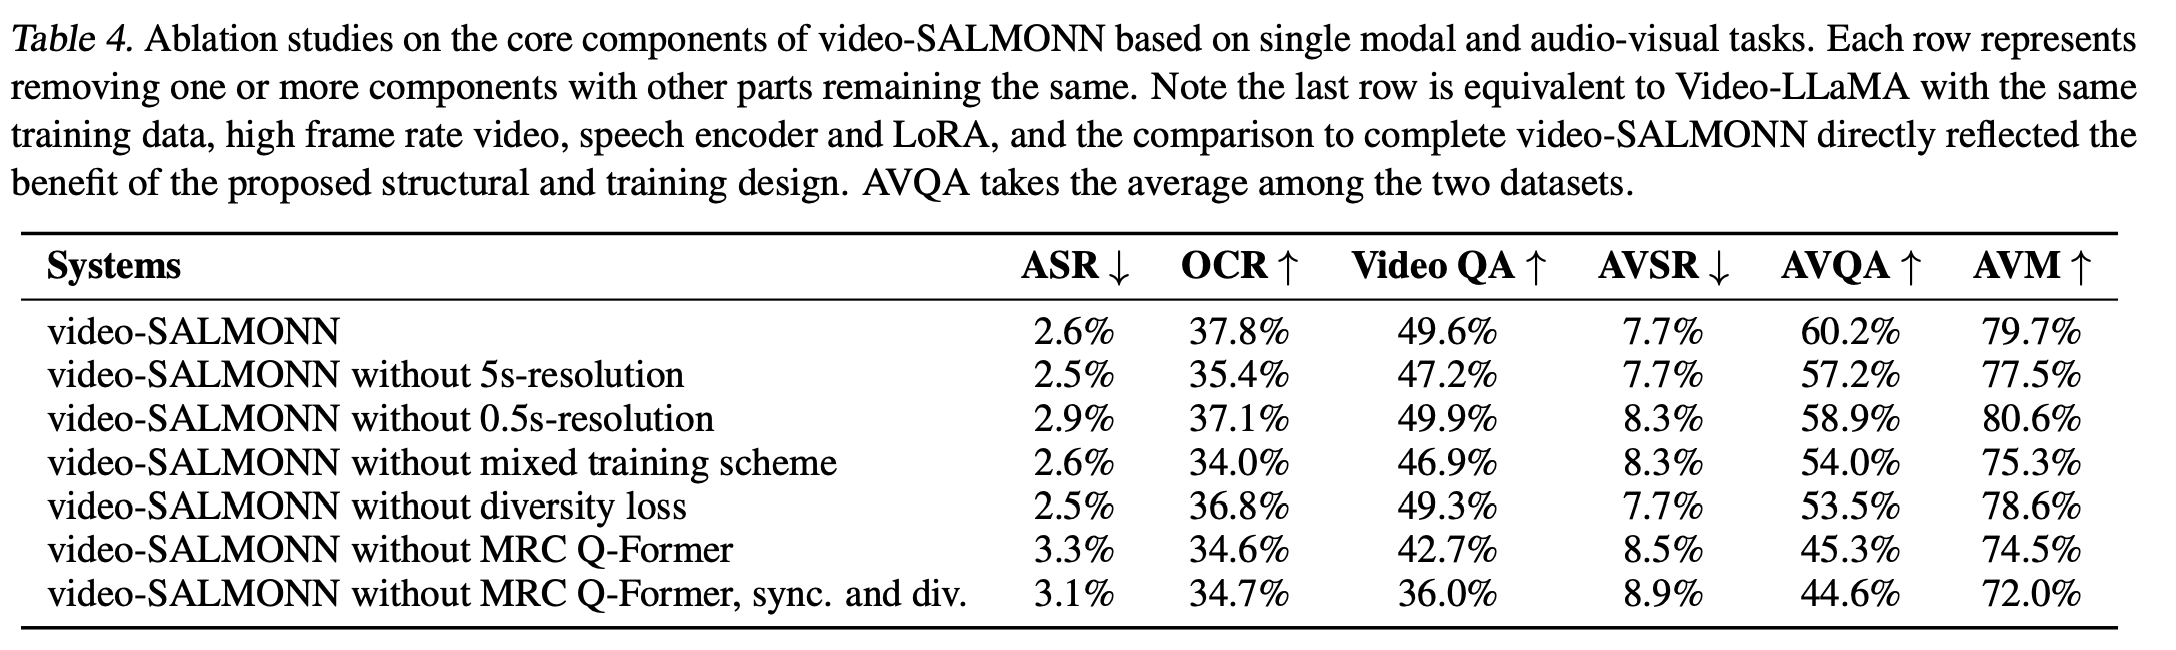 Table 4. Ablation studies on the core components of video-SALMONN based on single modal and audio-visual tasks. Each row represents
removing one or more components with other parts remaining the same. Note the last row is equivalent to Video-LLaMA with the same
training data, high frame rate video, speech encoder and LoRA, and the comparison to complete video-SALMONN directly reflected the
benefit of the proposed structural and training design. AVQA takes the average among the two datasets.
Systems ASR ↓ OCR ↑ Video QA ↑ AVSR ↓ AVQA ↑ AVM ↑
video-SALMONN 2.6% 37.8% 49.6% 7.7% 60.2% 79.7%
video-SALMONN without 5s-resolution 2.5% 35.4% 47.2% 7.7% 57.2% 77.5%
video-SALMONN without 0.5s-resolution 2.9% 37.1% 49.9% 8.3% 58.9% 80.6%
video-SALMONN without mixed training scheme 2.6% 34.0% 46.9% 8.3% 54.0% 75.3%
video-SALMONN without diversity loss 2.5% 36.8% 49.3% 7.7% 53.5% 78.6%
video-SALMONN without MRC Q-Former 3.3% 34.6% 42.7% 8.5% 45.3% 74.5%
video-SALMONN without MRC Q-Former, sync. and div. 3.1% 34.7% 36.0% 8.9% 44.6% 72.0%